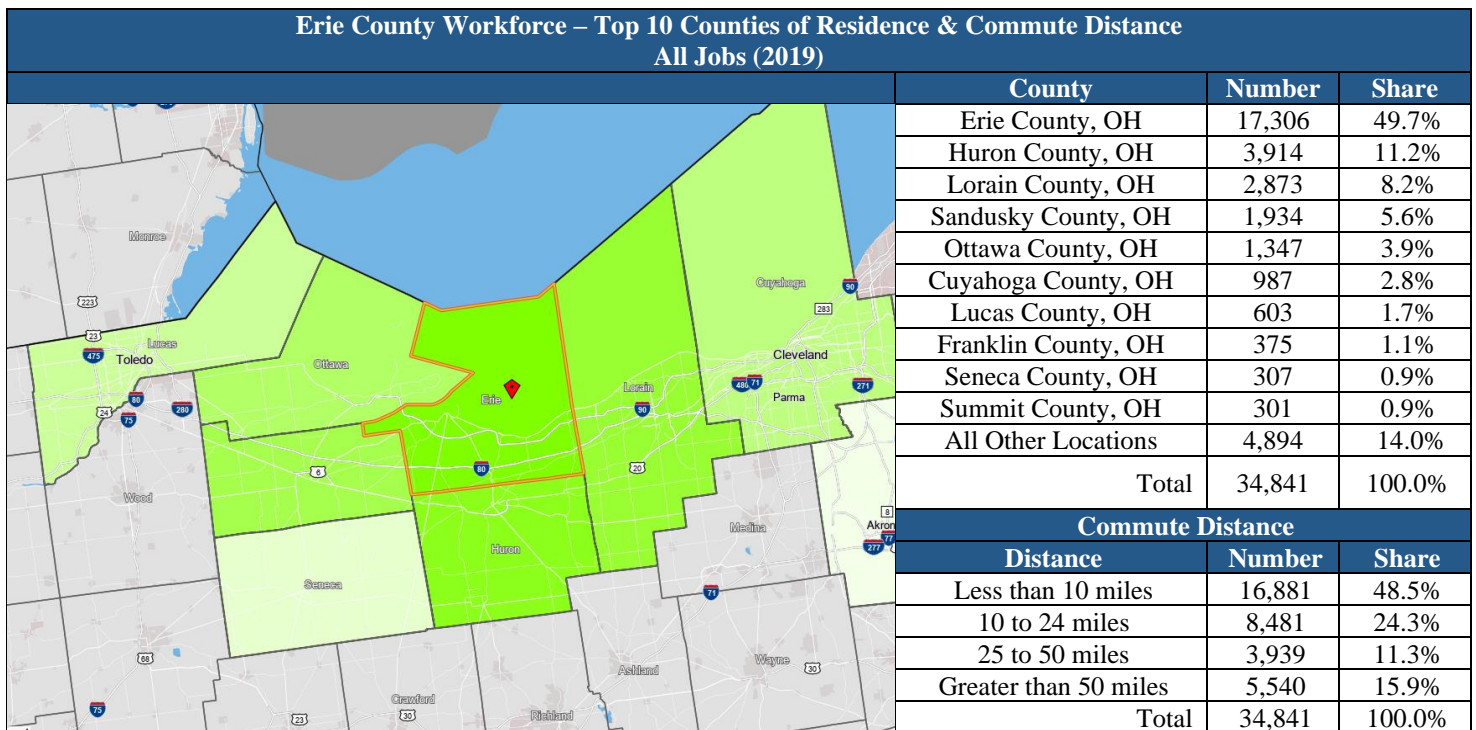 Erie County Workforce – Top 10 Counties of Residence & Commute Distance
All Jobs (2019)
County Number Share
Erie County, OH 17,306 49.7%
Huron County, OH 3,914 11.2%
Lorain County, OH 2,873 8.2%
Sandusky County, OH 1,934 5.6%
Ottawa County, OH 1,347 3.9%
Cuyahoga County, OH 987 2.8%
Lucas County, OH 603 1.7%
Franklin County, OH 375 1.1%
Seneca County, OH 307 0.9%
Summit County, OH 301 0.9%
All Other Locations 4,894 14.0%
Total 34,841 100.0%
Commute Distance
Distance Number Share
Less than 10 miles 16,881 48.5%
10 to 24 miles 8,481 24.3%
25 to 50 miles 3,939 11.3%
Greater than 50 miles 5,540 15.9%
Total 34,841 100.0%
Monroe
223
23
Lucas
475
Toledo
80
24
75
280
Ottawa
Erie
Lorain
90
Cuyahoga
90
283
Cleveland
480
71
271
Parma
6
80
20
Wood
Medina
8
Akron
77
277
Huron
Seneca
71
68
Ashland
Wayne
30
75
23
Crawford
30
Richland